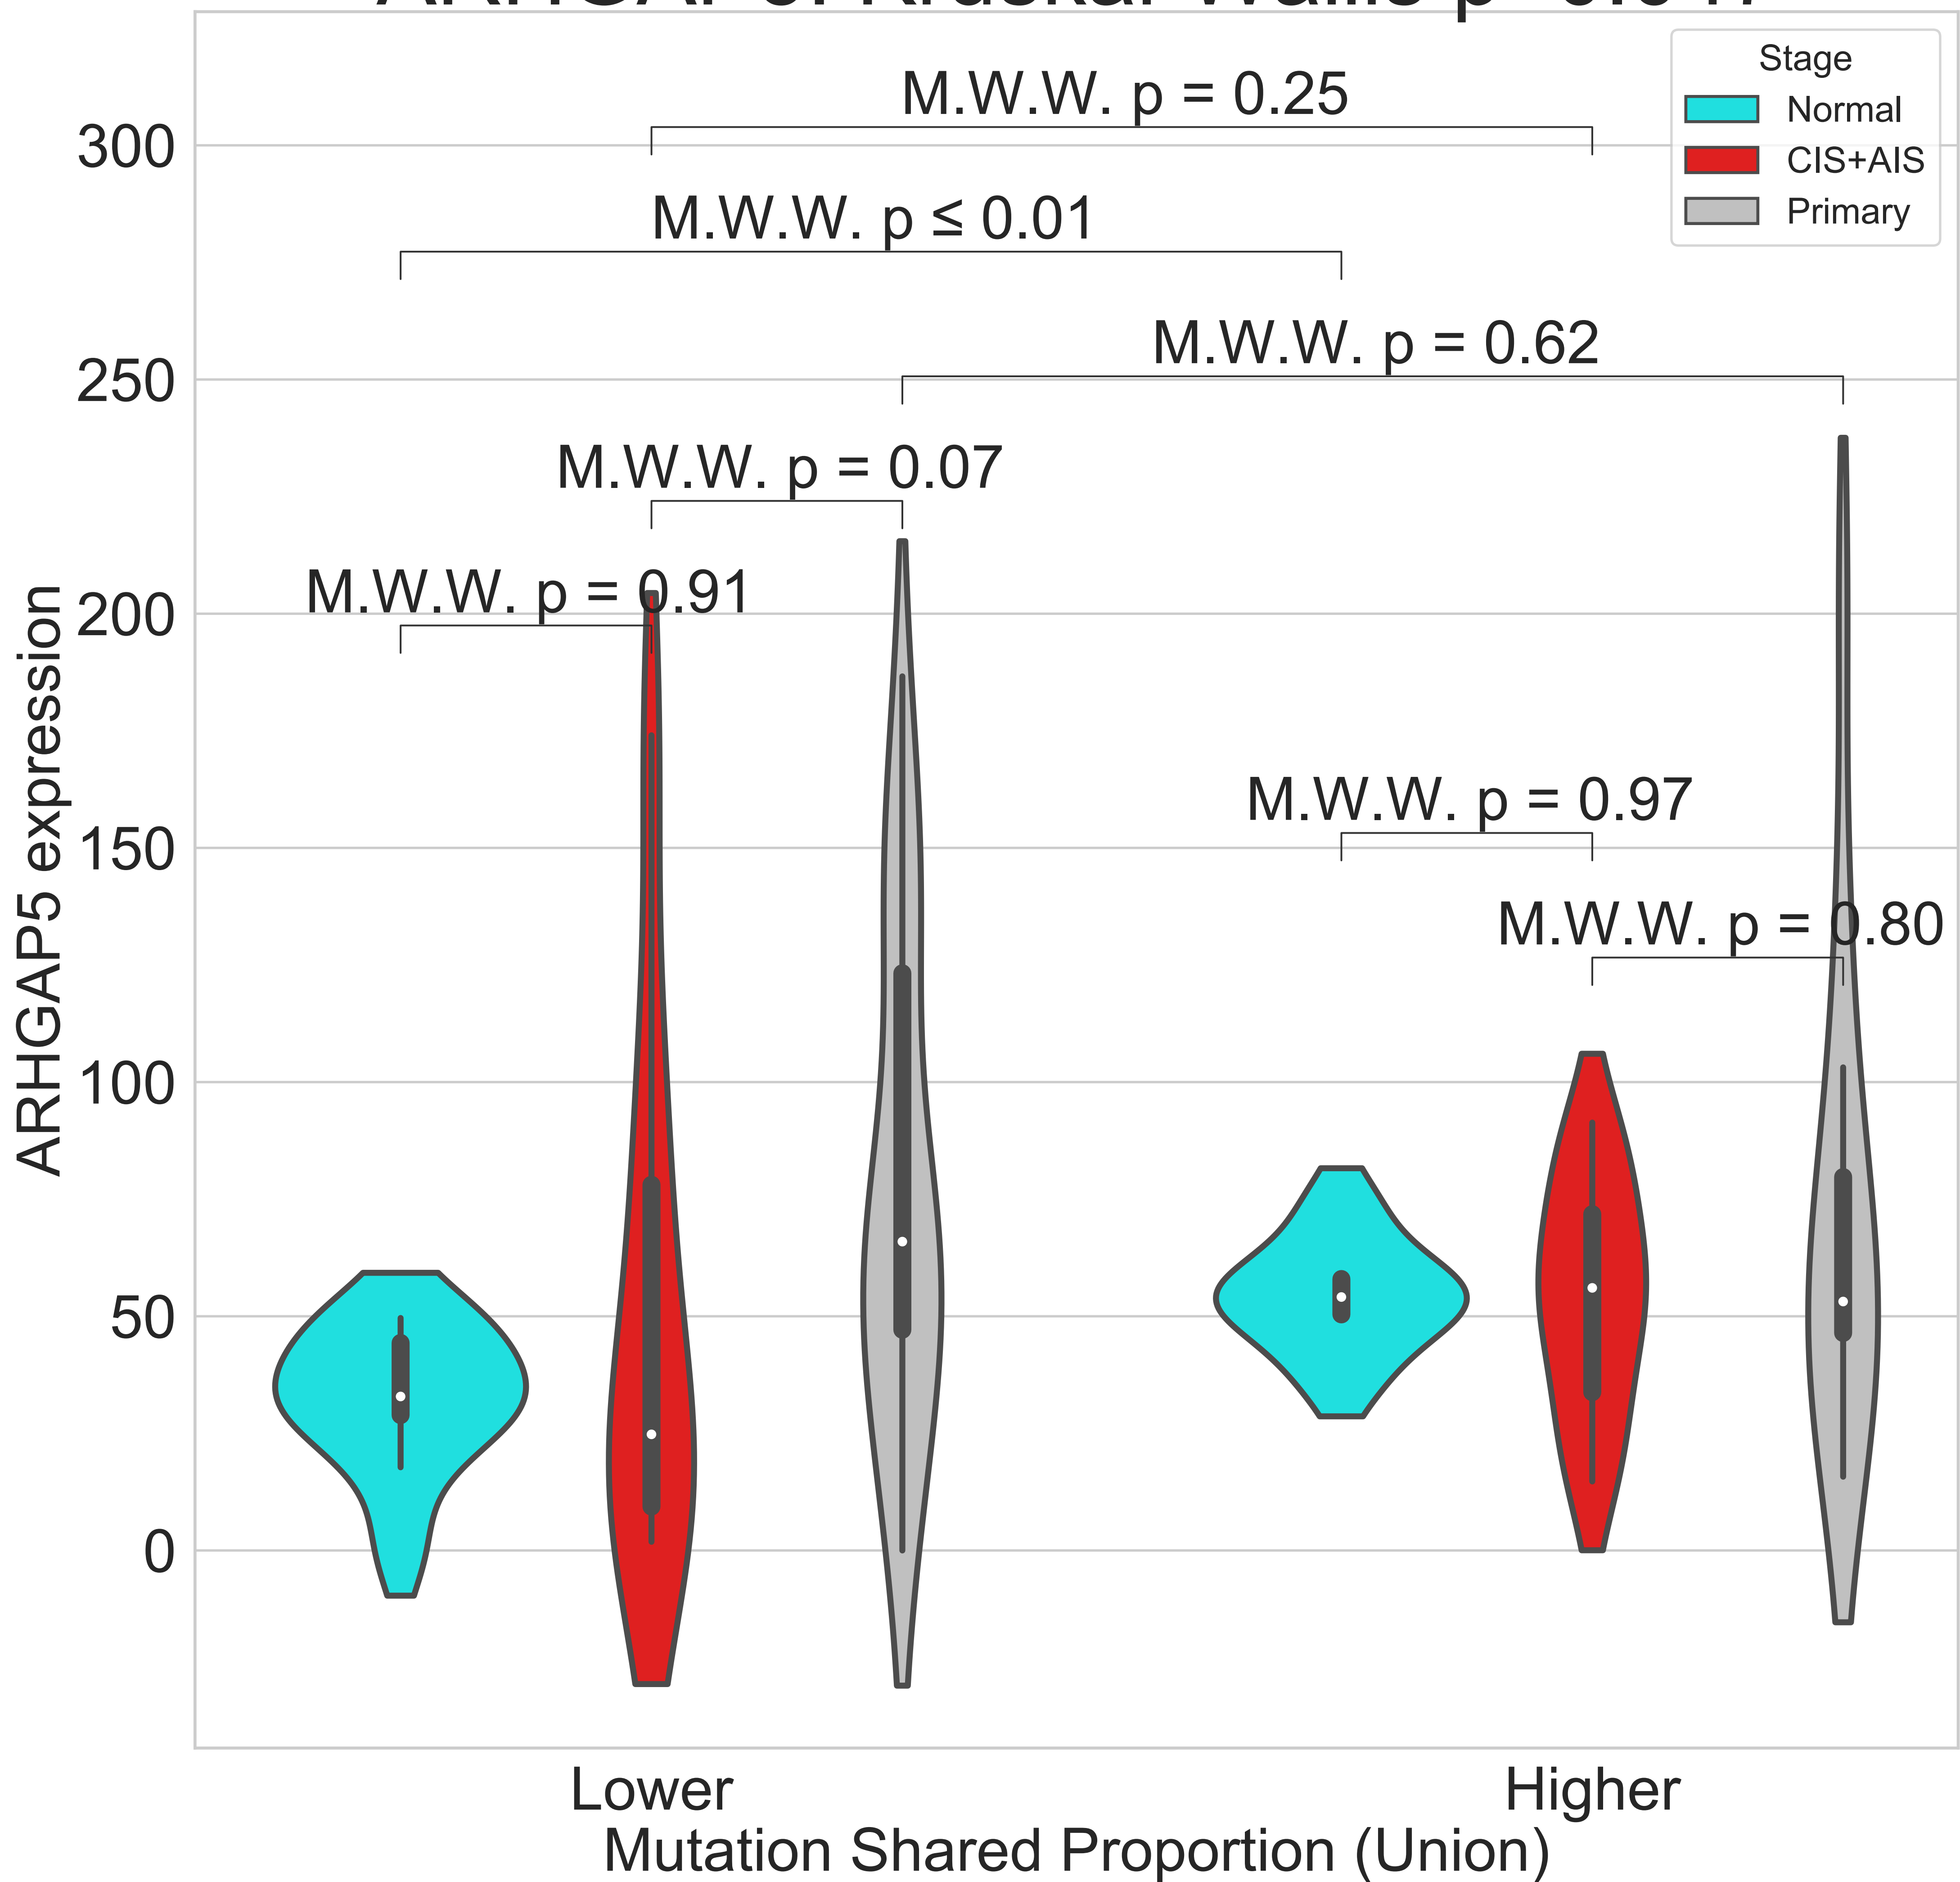 Stage
Normal
CIS+AIS
Primary
M.W.W. p = 0.25
M.W.W. p ≤ 0.01
M.W.W. p = 0.62
M.W.W. p = 0.07
M.W.W. p = 0.91
M.W.W. p = 0.97
M.W.W. p = 0.80
300
250
200
150
100
50
0
ARHGAP5 expression
Lower
Higher
Mutation Shared Proportion (Union)